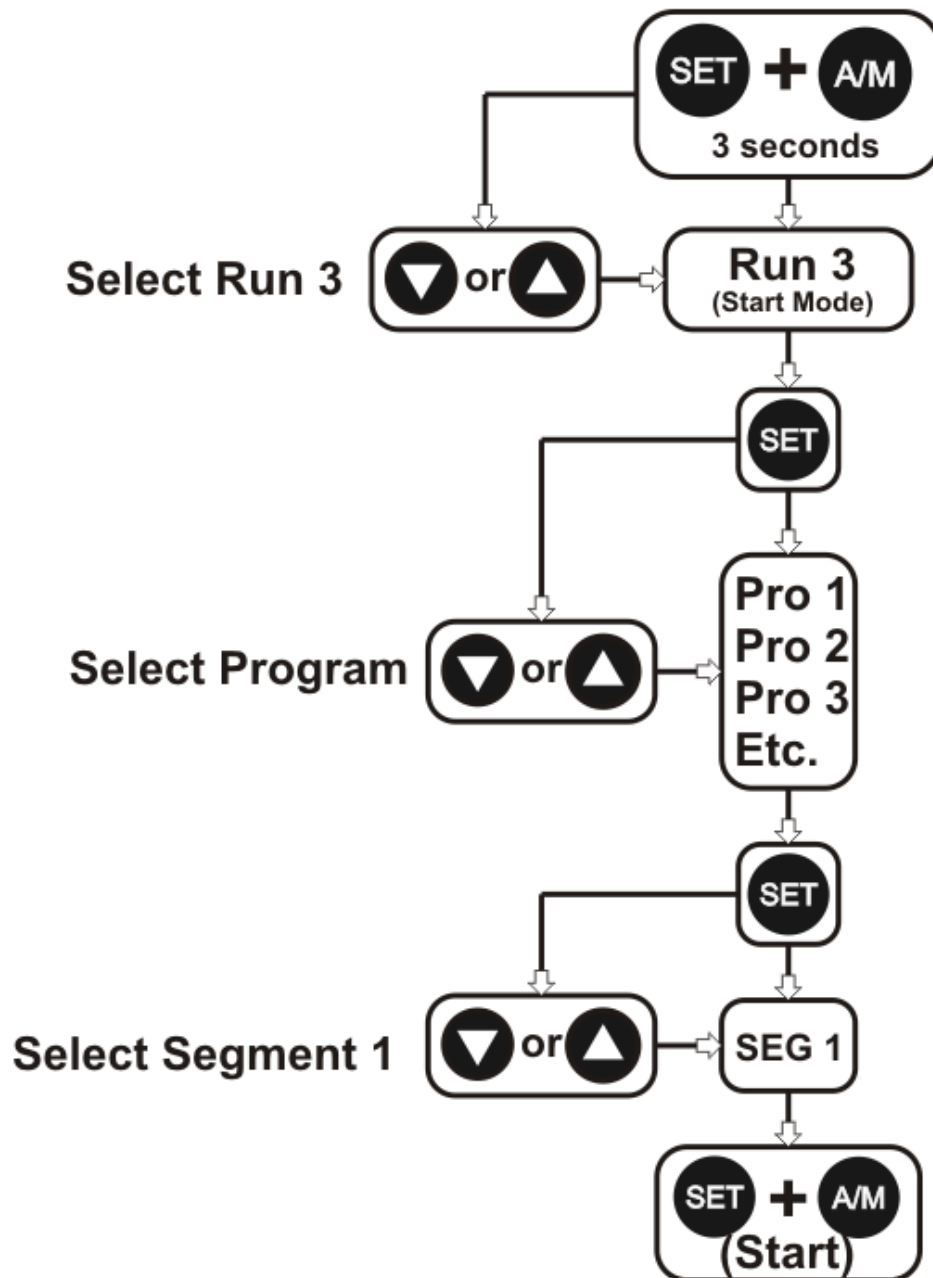 SET + A/M
3 seconds
Select Run 3
or
Run 3
(Start Mode)
SET
Select Program
or
Pro 1
Pro 2
Pro 3
Etc.
SET
Select Segment 1
or
SEG 1
SET + A/M
(Start)